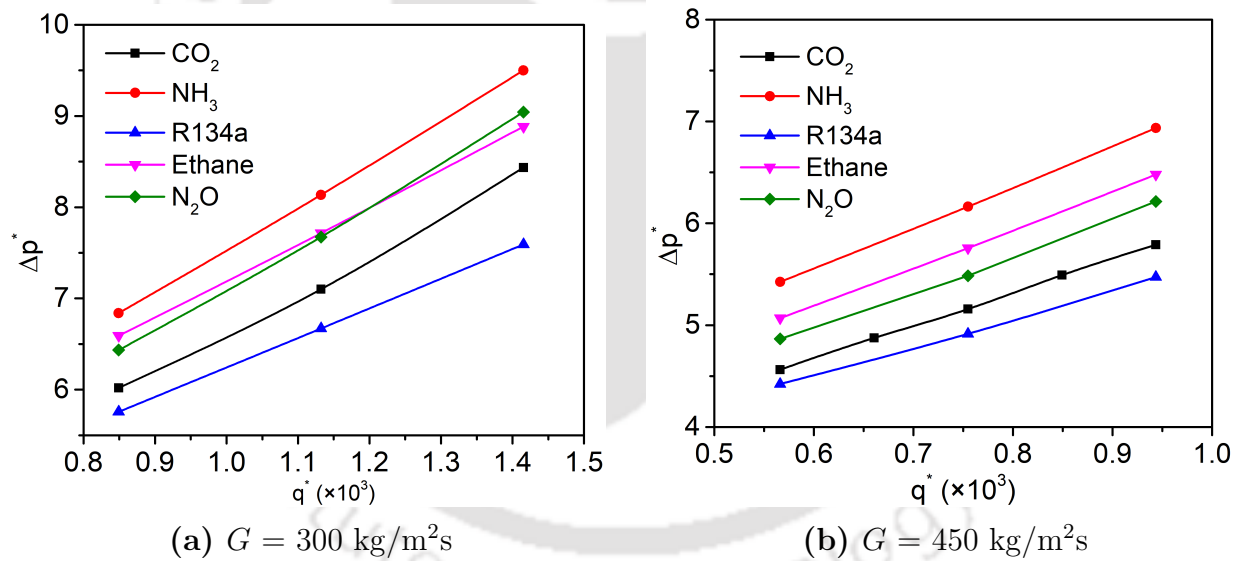 10
9
8
7
6
Δp*
CO₂
NH₃
R134a
Ethane
N₂O
0.8 0.9 1.0 1.1 1.2 1.3 1.4 1.5
q* (×10³)
(a) G = 300 kg/m²s
8
7
6
5
4
Δp*
CO₂
NH₃
R134a
Ethane
N₂O
0.5 0.6 0.7 0.8 0.9 1.0
q* (×10³)
(b) G = 450 kg/m²s